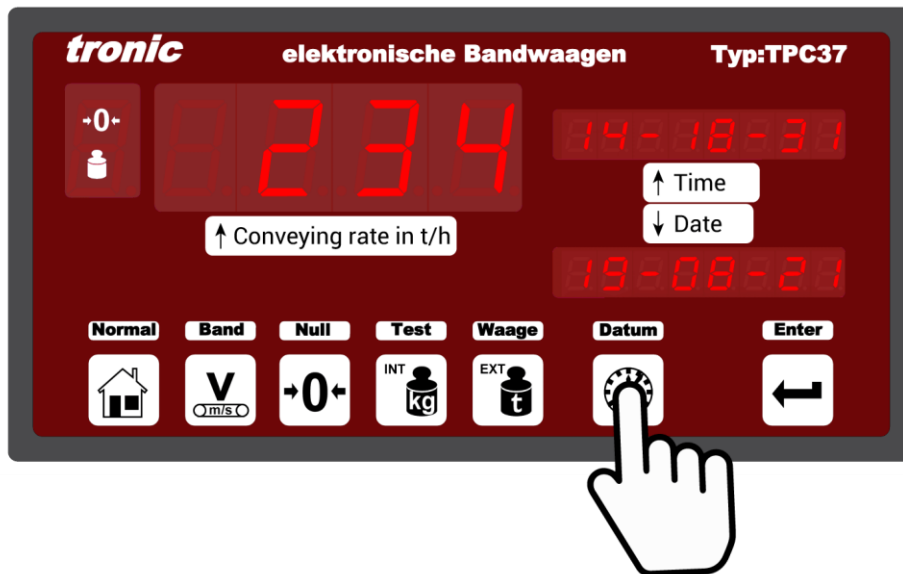 tronic elektronische Bandwaagen Typ:TPC37
→0←
234
14-18-31
↑ Time
↓ Date
↑ Conveying rate in t/h
19-08-21
Normal Band Null Test Waage Datum Enter
V
m/s
→0←
INT
kg
EXT
t